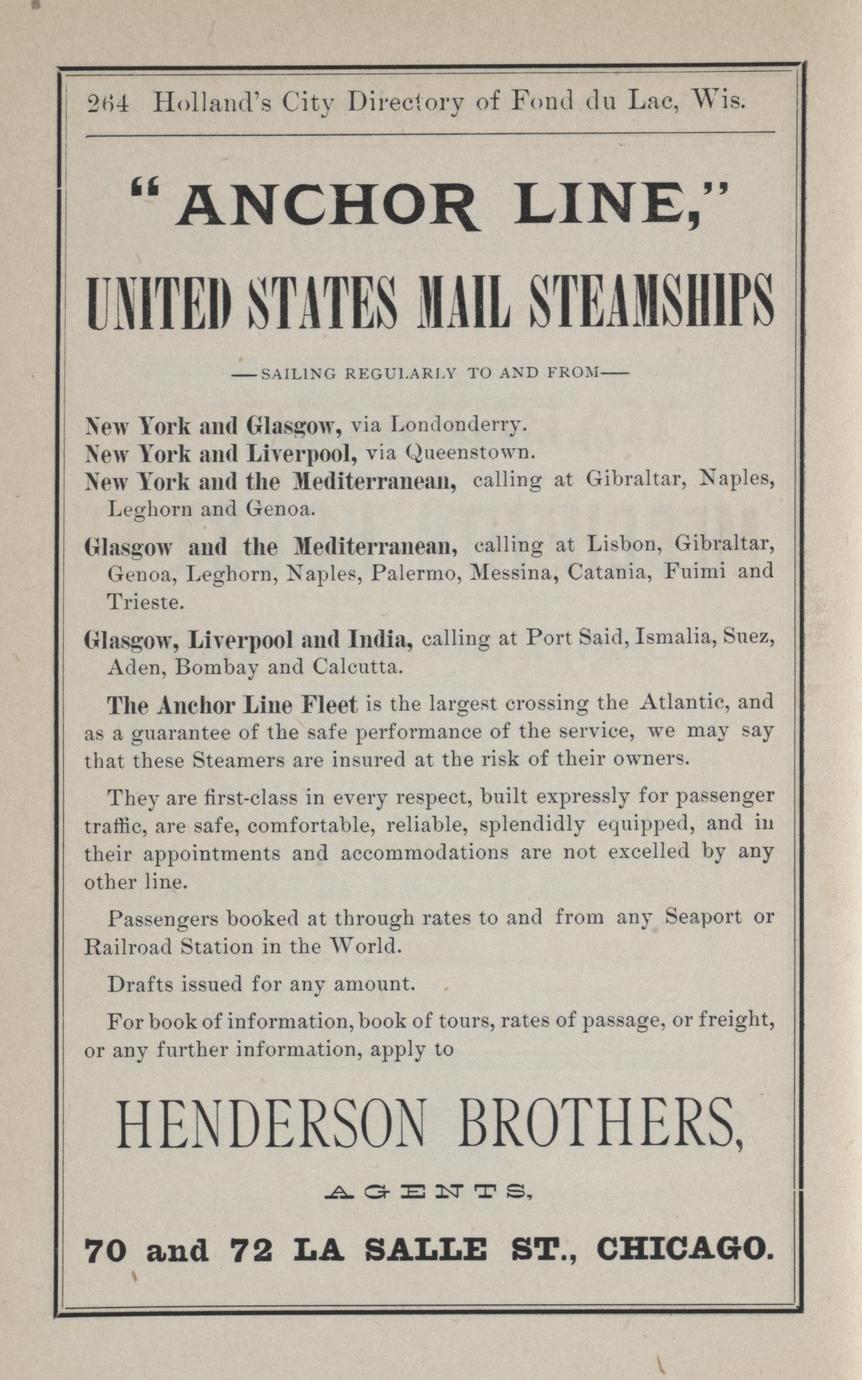 264 Holland's City Directory of Fond du Lac, Wis.
"ANCHOR LINE,"
UNITED STATES MAIL STEAMSHIPS
—SAILING REGULARLY TO AND FROM—
New York and Glasgow, via Londonderry.
New York and Liverpool, via Queenstown.
New York and the Mediterranean, calling at Gibraltar, Naples,
Leghorn and Genoa.
Glasgow and the Mediterranean, calling at Lisbon, Gibraltar,
Genoa, Leghorn, Naples, Palermo, Messina, Catania, Fuimi and
Trieste.
Glasgow, Liverpool and India, calling at Port Said, Ismalia, Suez,
Aden, Bombay and Calcutta.
The Anchor Line Fleet is the largest crossing the Atlantic, and
as a guarantee of the safe performance of the service, we may say
that these Steamers are insured at the risk of their owners.
They are first-class in every respect, built expressly for passenger
traffic, are safe, comfortable, reliable, splendidly equipped, and in
their appointments and accommodations are not excelled by any
other line.
Passengers booked at through rates to and from any Seaport or
Railroad Station in the World.
Drafts issued for any amount.
For book of information, book of tours, rates of passage, or freight,
or any further information, apply to
HENDERSON BROTHERS,
AGENTS,
70 and 72 LA SALLE ST., CHICAGO.